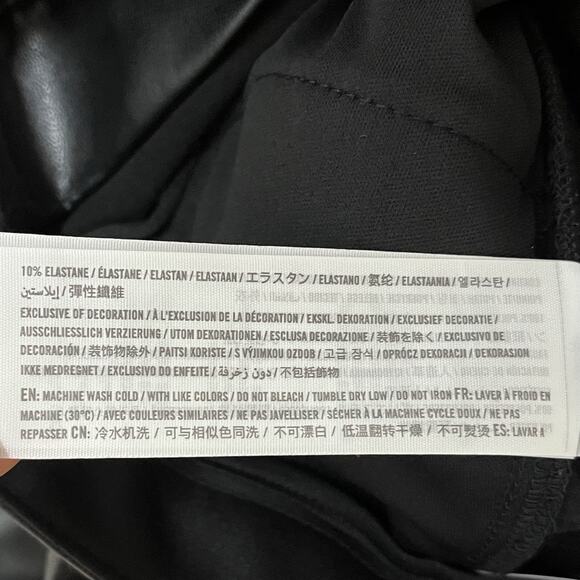 10% ELASTANE / ÉLASTANE / ELASTAN / ELASTAAN / エラスタン / ELASTANO / 氨纶 / ELASTAANIA / 엘라스탄 /
إيلاستين / 彈性纖維
EXCLUSIVE OF DECORATION / À L'EXCLUSION DE LA DÉCORATION / EKSKL. DEKORATION / EXCLUSIEF DECORATIE /
AUSSCHLIESSLICH VERZIERUNG / UTOM DEKORATIONEN / ESCLUSA DECORAZIONE / 装飾を除く / EXCLUSIVO DE
DECORACIÓN / 装饰物除外 / PAITSI KORISTE / S VÝJIMKOU OZDOB / 고급 장식 / OPRÓCZ DEKORACJI / DEKORASJON
IKKE MEDREGNET / EXCLUSIVO DO ENFEITE / دون زخرفة / 不包括飾物
EN: MACHINE WASH COLD / WITH LIKE COLORS / DO NOT BLEACH / TUMBLE DRY LOW / DO NOT IRON FR: LAVER À FROID EN
MACHINE (30°C) / AVEC COULEURS SIMILAIRES / NE PAS JAVELLISER / SÉCHER À LA MACHINE CYCLE DOUX / NE PAS
REPASSER CN: 冷水机洗 / 可与相似色同洗 / 不可漂白 / 低温翻转干燥 / 不可熨烫 ES: LAVAR A